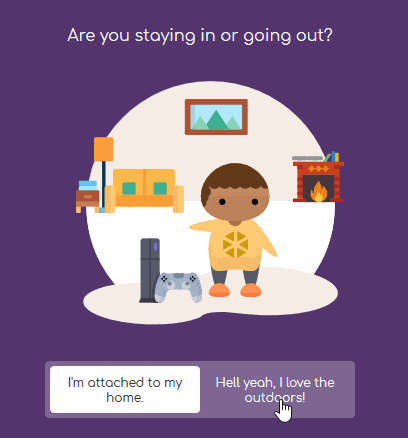 Are you staying in or going out?
I'm attached to my
home.
Hell yeah, I love the
outdoors!